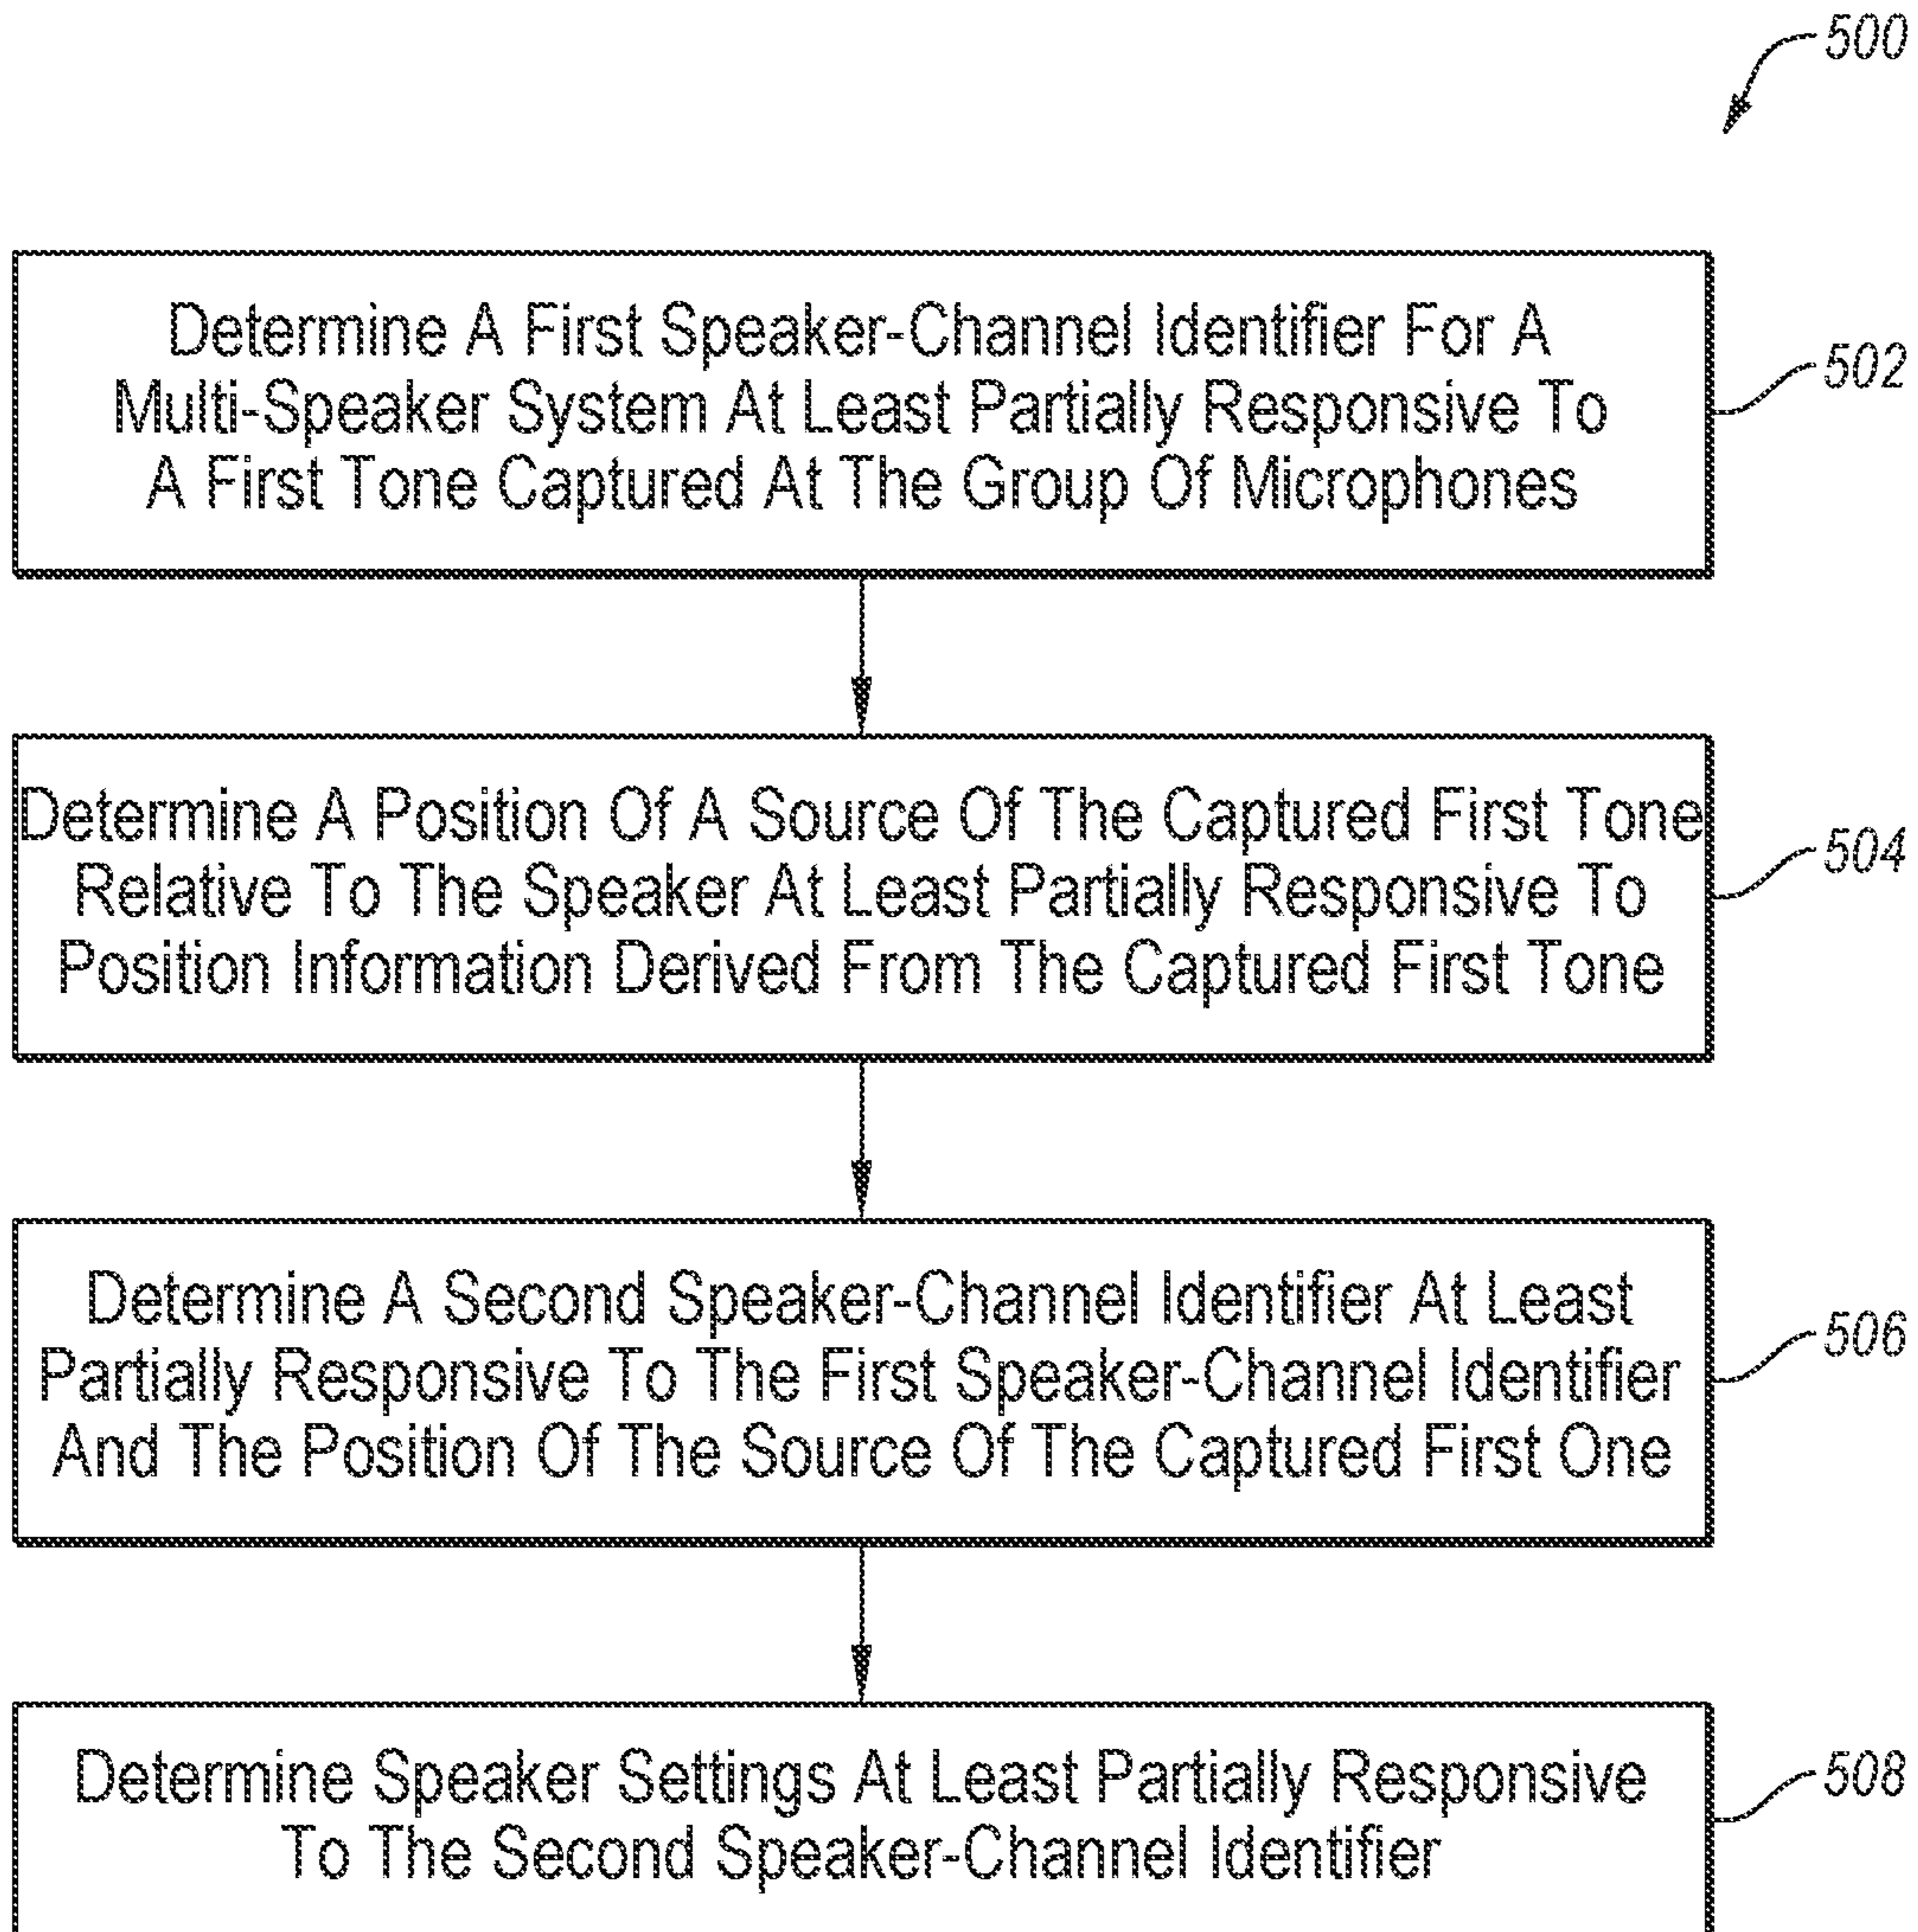 500
Determine A First Speaker-Channel Identifier For A
Multi-Speaker System At Least Partially Responsive To
A First Tone Captured At The Group Of Microphones
502
Determine A Position Of A Source Of The Captured First Tone
Relative To The Speaker At Least Partially Responsive To
Position Information Derived From The Captured First Tone
504
Determine A Second Speaker-Channel Identifier At Least
Partially Responsive To The First Speaker-Channel Identifier
And The Position Of The Source Of The Captured First One
506
Determine Speaker Settings At Least Partially Responsive
To The Second Speaker-Channel Identifier
508